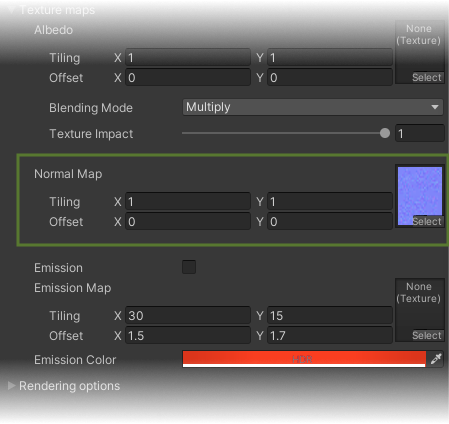 Texture maps
Albedo
None
(Texture)
Tiling X 1 Y 1
Offset X 0 Y 0
Select
Blending Mode Multiply
Texture Impact 1
Normal Map
Tiling X 1 Y 1
Offset X 0 Y 0
Select
Emission
Emission Map
None
(Texture)
Tiling X 30 Y 15
Offset X 1.5 Y 1.7
Select
Emission Color
Rendering options